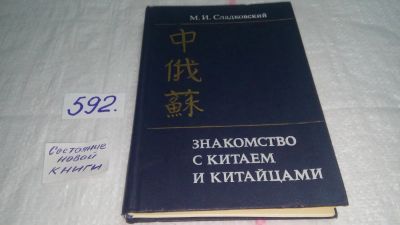 М. И. Сладковский
中
俄
蘇
ЗНАКОМСТВО
С КИТАЕМ
И КИТАЙЦАМИ
592.
Состояние
новой
книги